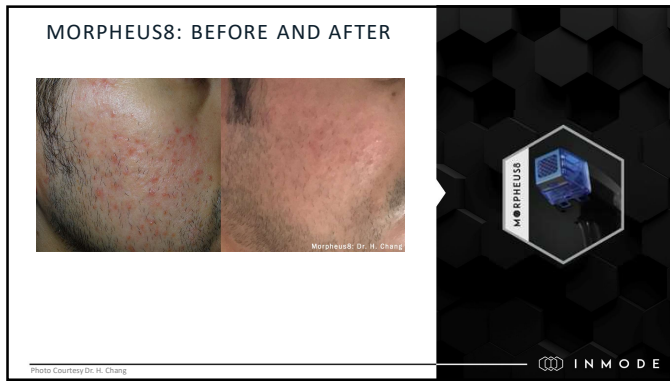 MORPHEUS8: BEFORE AND AFTER
Morpheus8: Dr. H. Chang
MORPHEUS8
Photo Courtesy Dr. H. Chang
INMODE